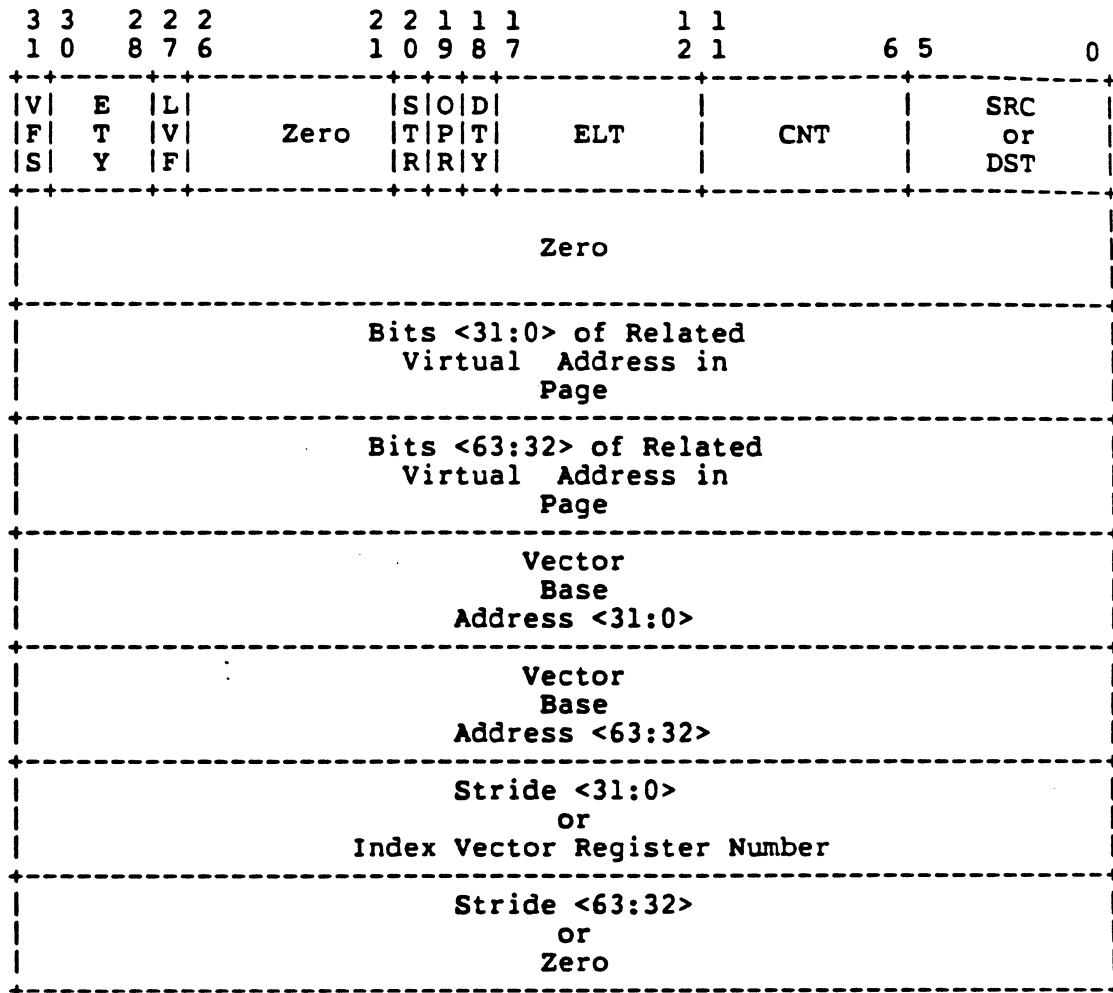 3 3 2 2 2 2 2 1 1 1 1 1
1 0 8 7 6 1 0 9 8 7 2 1 6 5 0
+-+-----+-+-----------+-+-+-+-----------+-----------+-----------+
|V| E |L| |S|O|D| | | SRC |
|F| T |V| Zero |T|P|T| ELT | CNT | or |
|S| Y |F| |R|R|Y| | | DST |
Zero
Bits <31:0> of Related
Virtual Address in
Page
Bits <63:32> of Related
Virtual Address in
Page
Vector
Base
Address <31:0>
Vector
Base
Address <63:32>
Stride <31:0>
or
Index Vector Register Number
Stride <63:32>
or
Zero